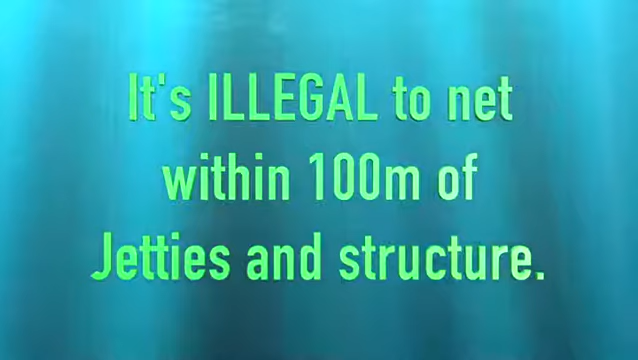 It's ILLEGAL to net
within 100m of
Jetties and structure.